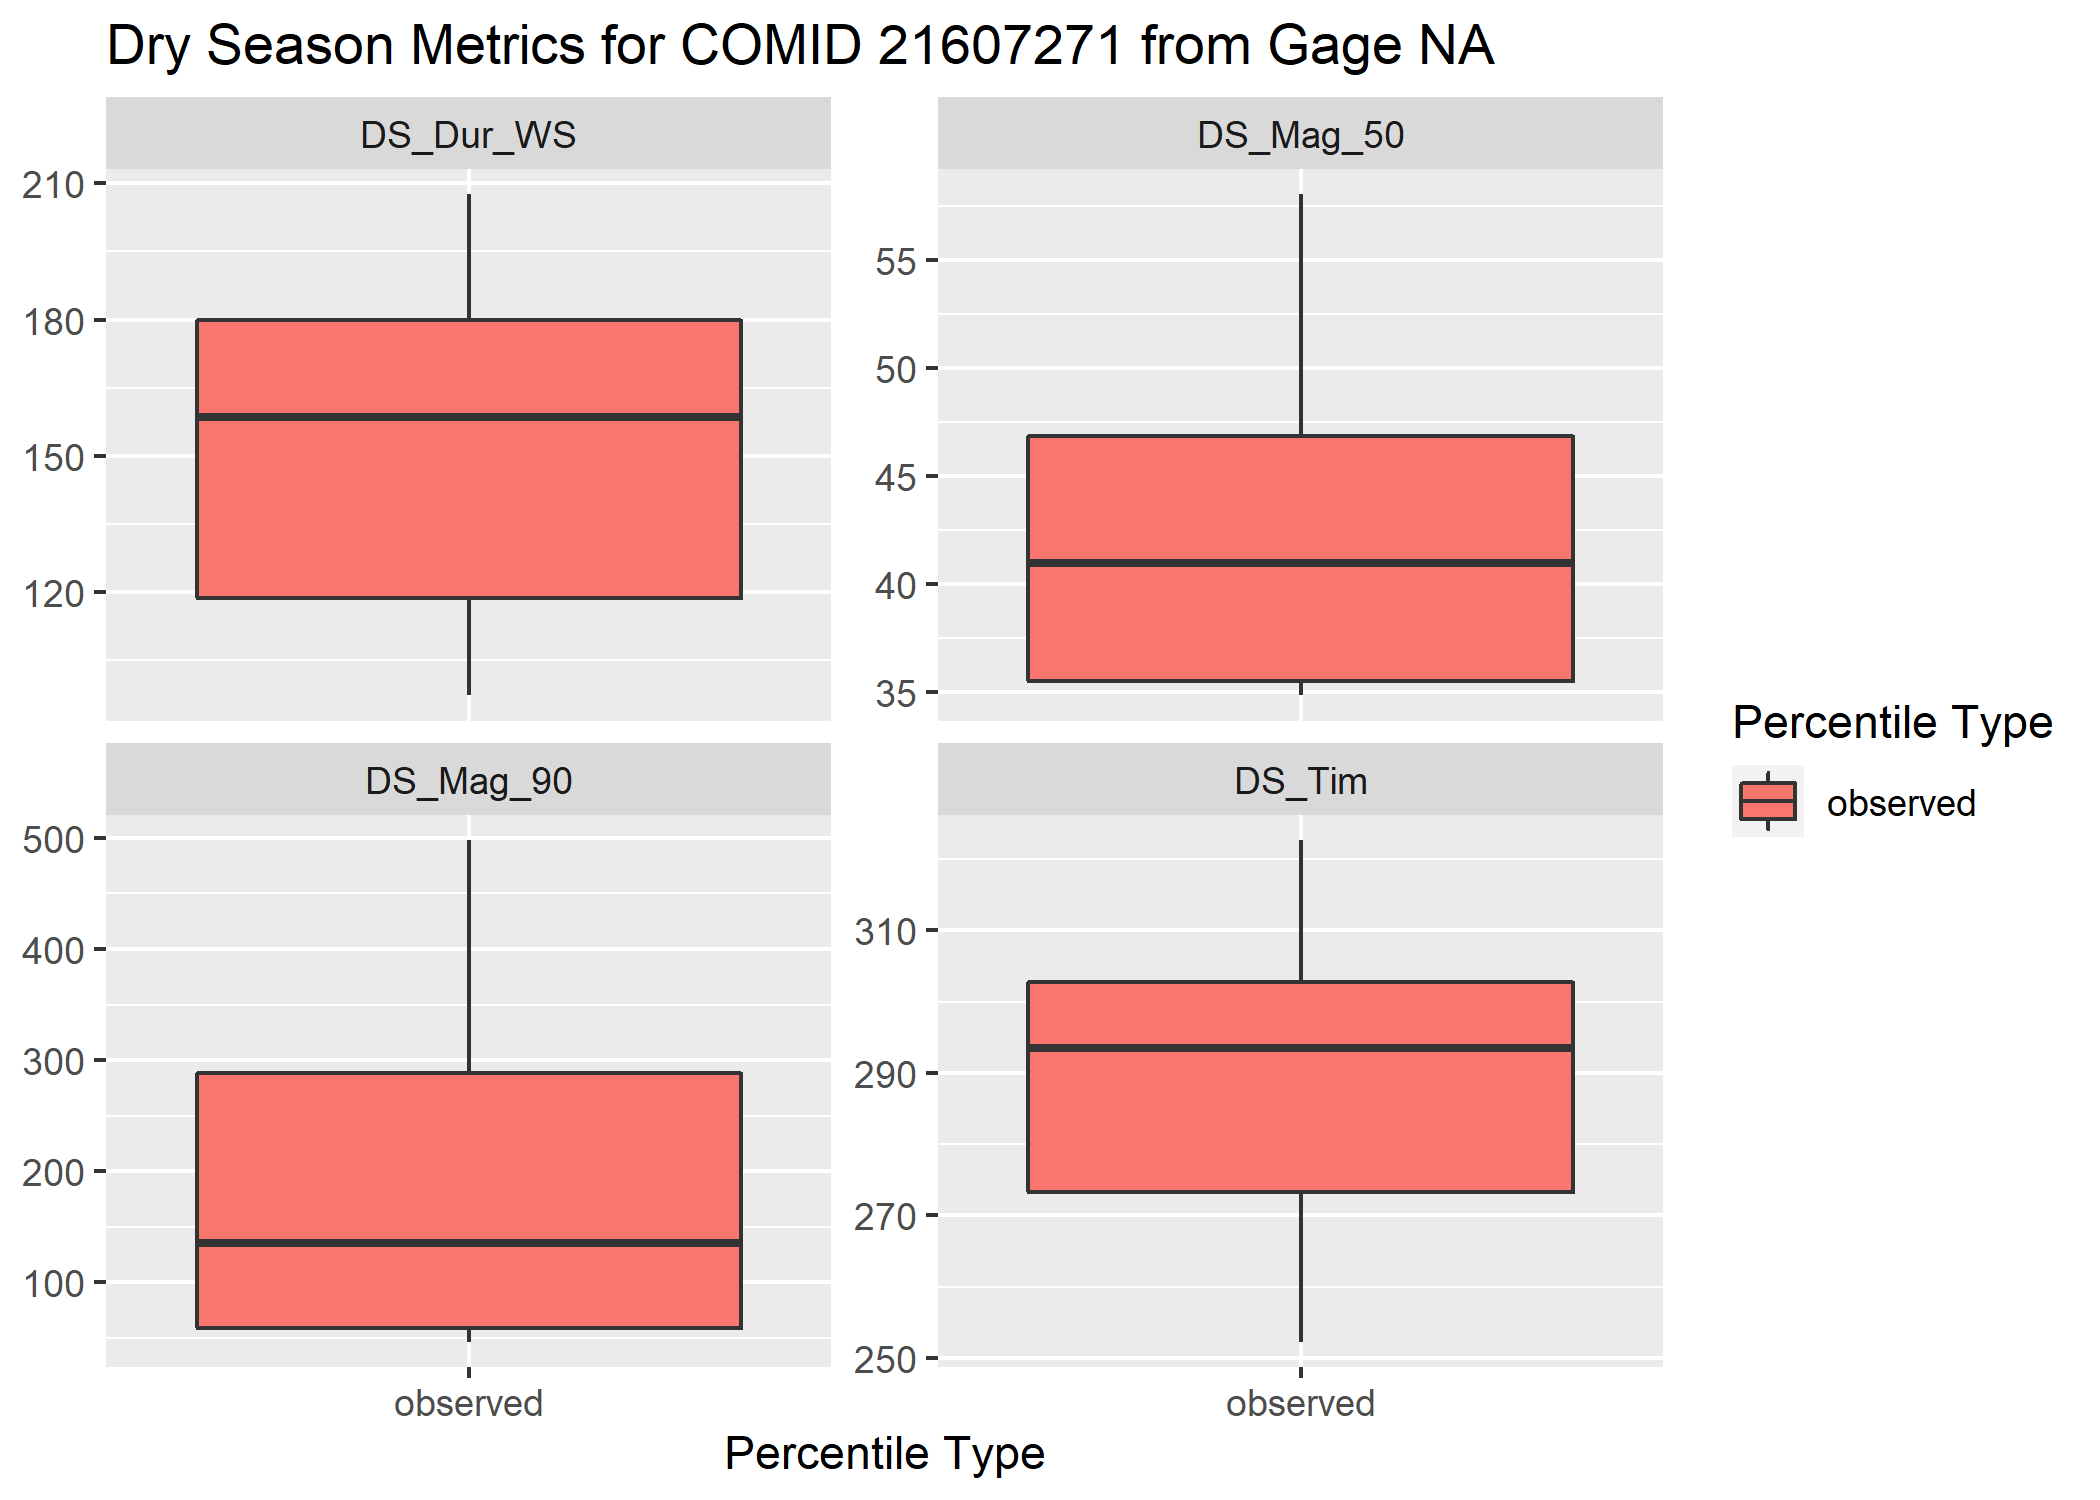 Dry Season Metrics for COMID 21607271 from Gage NA
DS_Dur_WS
210
180
150
120
DS_Mag_50
55
50
45
40
35
DS_Mag_90
500
400
300
200
100
observed
DS_Tim
310
290
270
250
observed
Percentile Type
Percentile Type
observed